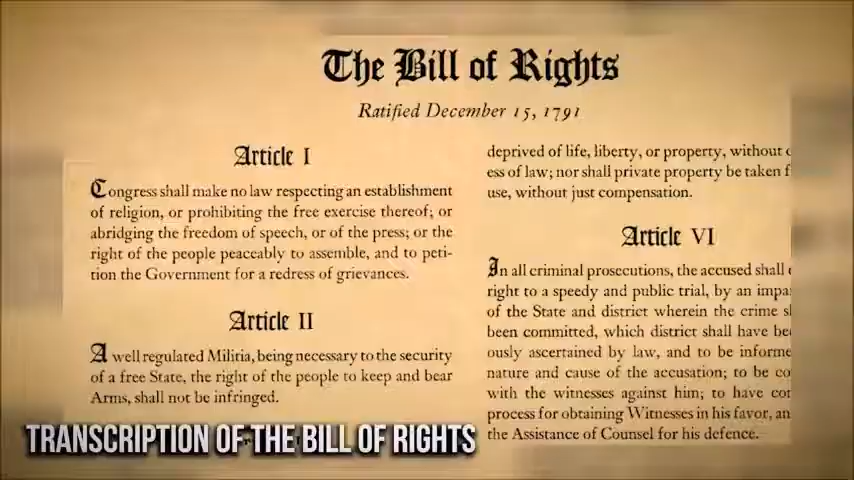 The Bill of Rights
Ratified December 15, 1791
Article I
Congress shall make no law respecting an establishment
of religion, or prohibiting the free exercise thereof; or
abridging the freedom of speech, or of the press; or the
right of the people peaceably to assemble, and to peti-
tion the Government for a redress of grievances.
Article II
A well regulated Militia, being necessary to the security
of a free State, the right of the people to keep and bear
Arms, shall not be infringed.
deprived of life, liberty, or property, without
ess of law; nor shall private property be taken
use, without just compensation.
Article VI
In all criminal prosecutions, the accused shall
right to a speedy and public trial, by an
of the State and district wherein the crime
been committed, which district shall have
ously ascertained by law, and to be
nature and cause of the accusation; to be
with the witnesses against him; to have
process for obtaining Witnesses in his favor,
the Assistance of Counsel for his defence.
TRANSCRIPTION OF THE BILL OF RIGHTS